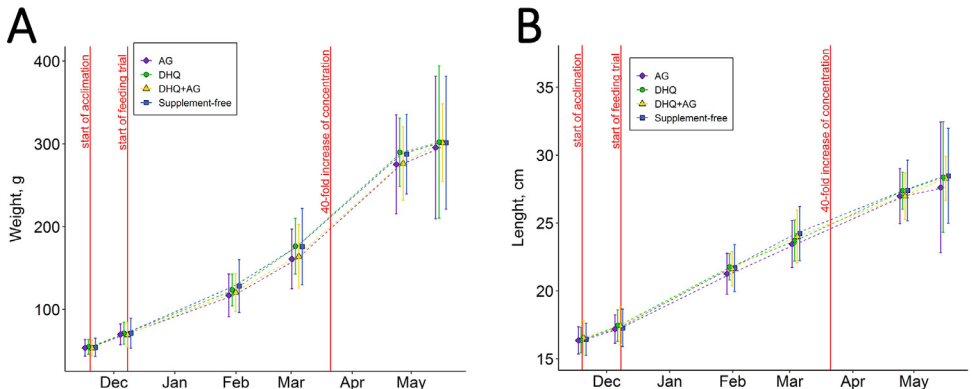 A
Weight, g
400
300
200
100
AG
DHQ
DHQ+AG
Supplement-free
start of acclimation
start of feeding trial
40-fold increase of concentration
Dec Jan Feb Mar Apr May
B
Lenght, cm
35
30
25
20
15
AG
DHQ
DHQ+AG
Supplement-free
start of acclimation
start of feeding trial
40-fold increase of concentration
Dec Jan Feb Mar Apr May